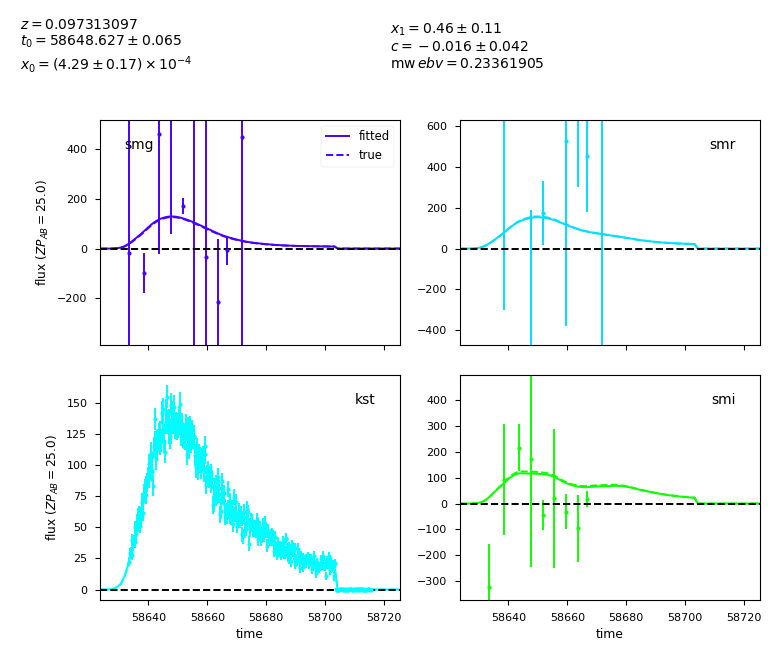 z = 0.097313097
t₀ = 58648.627 ± 0.065
x₀ = (4.29 ± 0.17) × 10⁻⁴
x₁ = 0.46 ± 0.11
c = −0.016 ± 0.042
mw ebv = 0.23361905
smg
fitted
true
400
200
0
−200
flux (ZP_AB = 25.0)
smr
600
400
200
0
−200
−400
kst
150
125
100
75
50
25
0
flux (ZP_AB = 25.0)
58640 58660 58680 58700 58720
time
smi
400
300
200
100
0
−100
−200
−300
58640 58660 58680 58700 58720
time